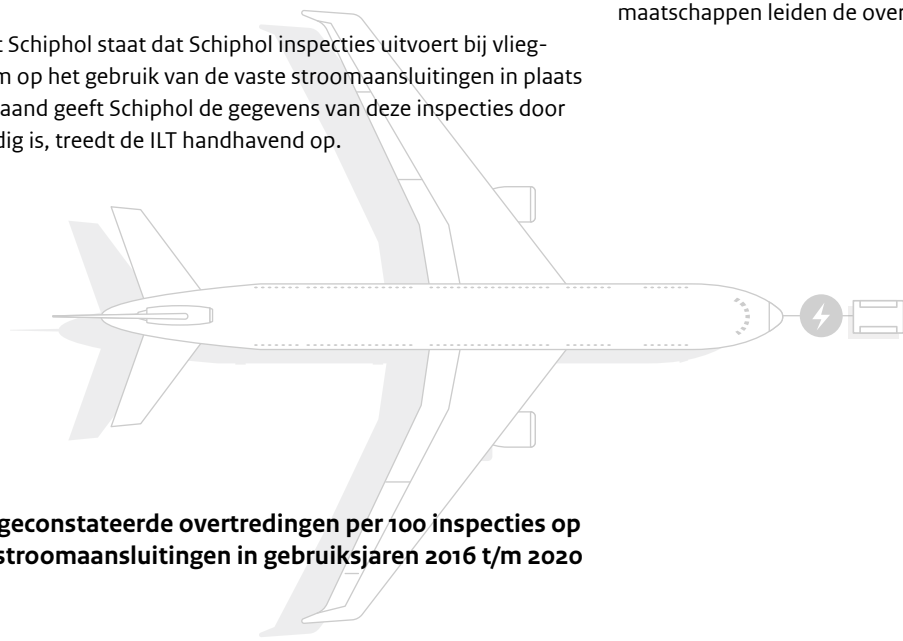 t Schiphol staat dat Schiphol inspecties uitvoert bij vlieg-
m op het gebruik van de vaste stroomaansluitingen in plaats
aand geeft Schiphol de gegevens van deze inspecties door
dig is, treedt de ILT handhavend op.
maatschappen leiden de over
geconstateerde overtredingen per 100 inspecties op
stroomaansluitingen in gebruiksjaren 2016 t/m 2020